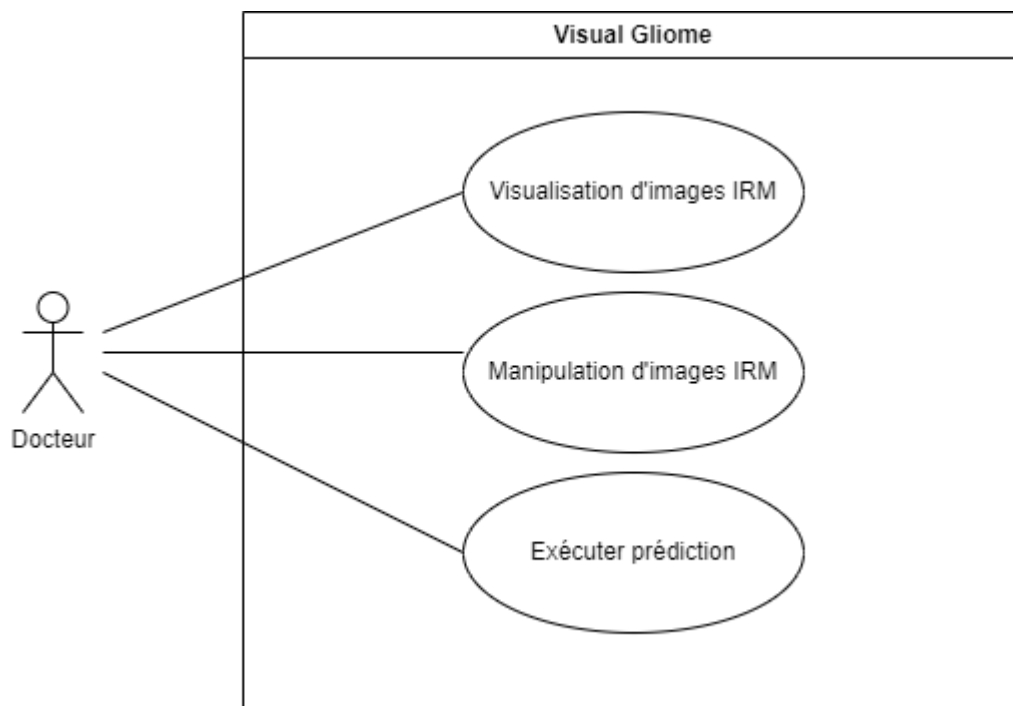 Visual Gliome
Visualisation d'images IRM
Manipulation d'images IRM
Docteur
Exécuter prédiction